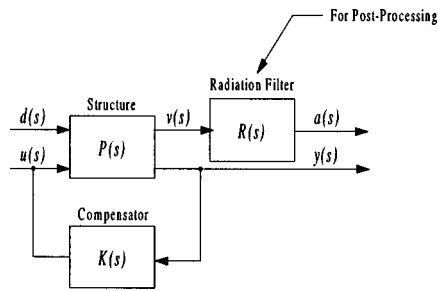 For Post-Processing
Radiation Filter
Structure
d(s)
v(s)
a(s)
R(s)
P(s)
u(s)
y(s)
Compensator
K(s)